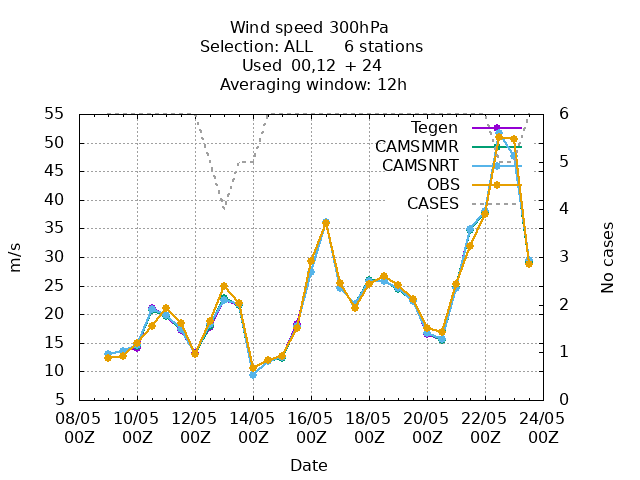 Wind speed 300hPa
Selection: ALL 6 stations
Used 00,12 + 24
Averaging window: 12h
55
50
45
40
35
30
25
20
15
10
5
m/s
6
5
4
3
2
1
0
No cases
Tegen
CAMSMMR
CAMSNRT
OBS
CASES
08/05 10/05 12/05 14/05 16/05 18/05 20/05 22/05 24/05
00Z 00Z 00Z 00Z 00Z 00Z 00Z 00Z 00Z
Date